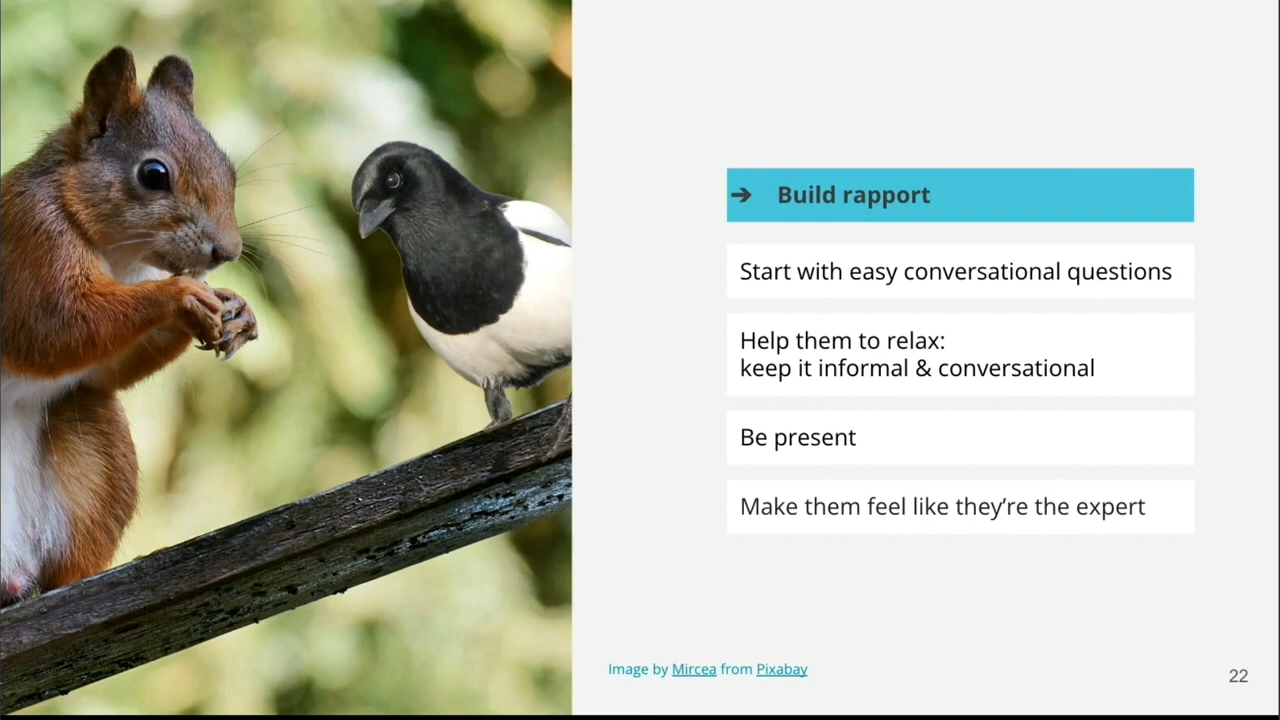 ➔ Build rapport
Start with easy conversational questions
Help them to relax:
keep it informal & conversational
Be present
Make them feel like they’re the expert
Image by Mircea from Pixabay
22